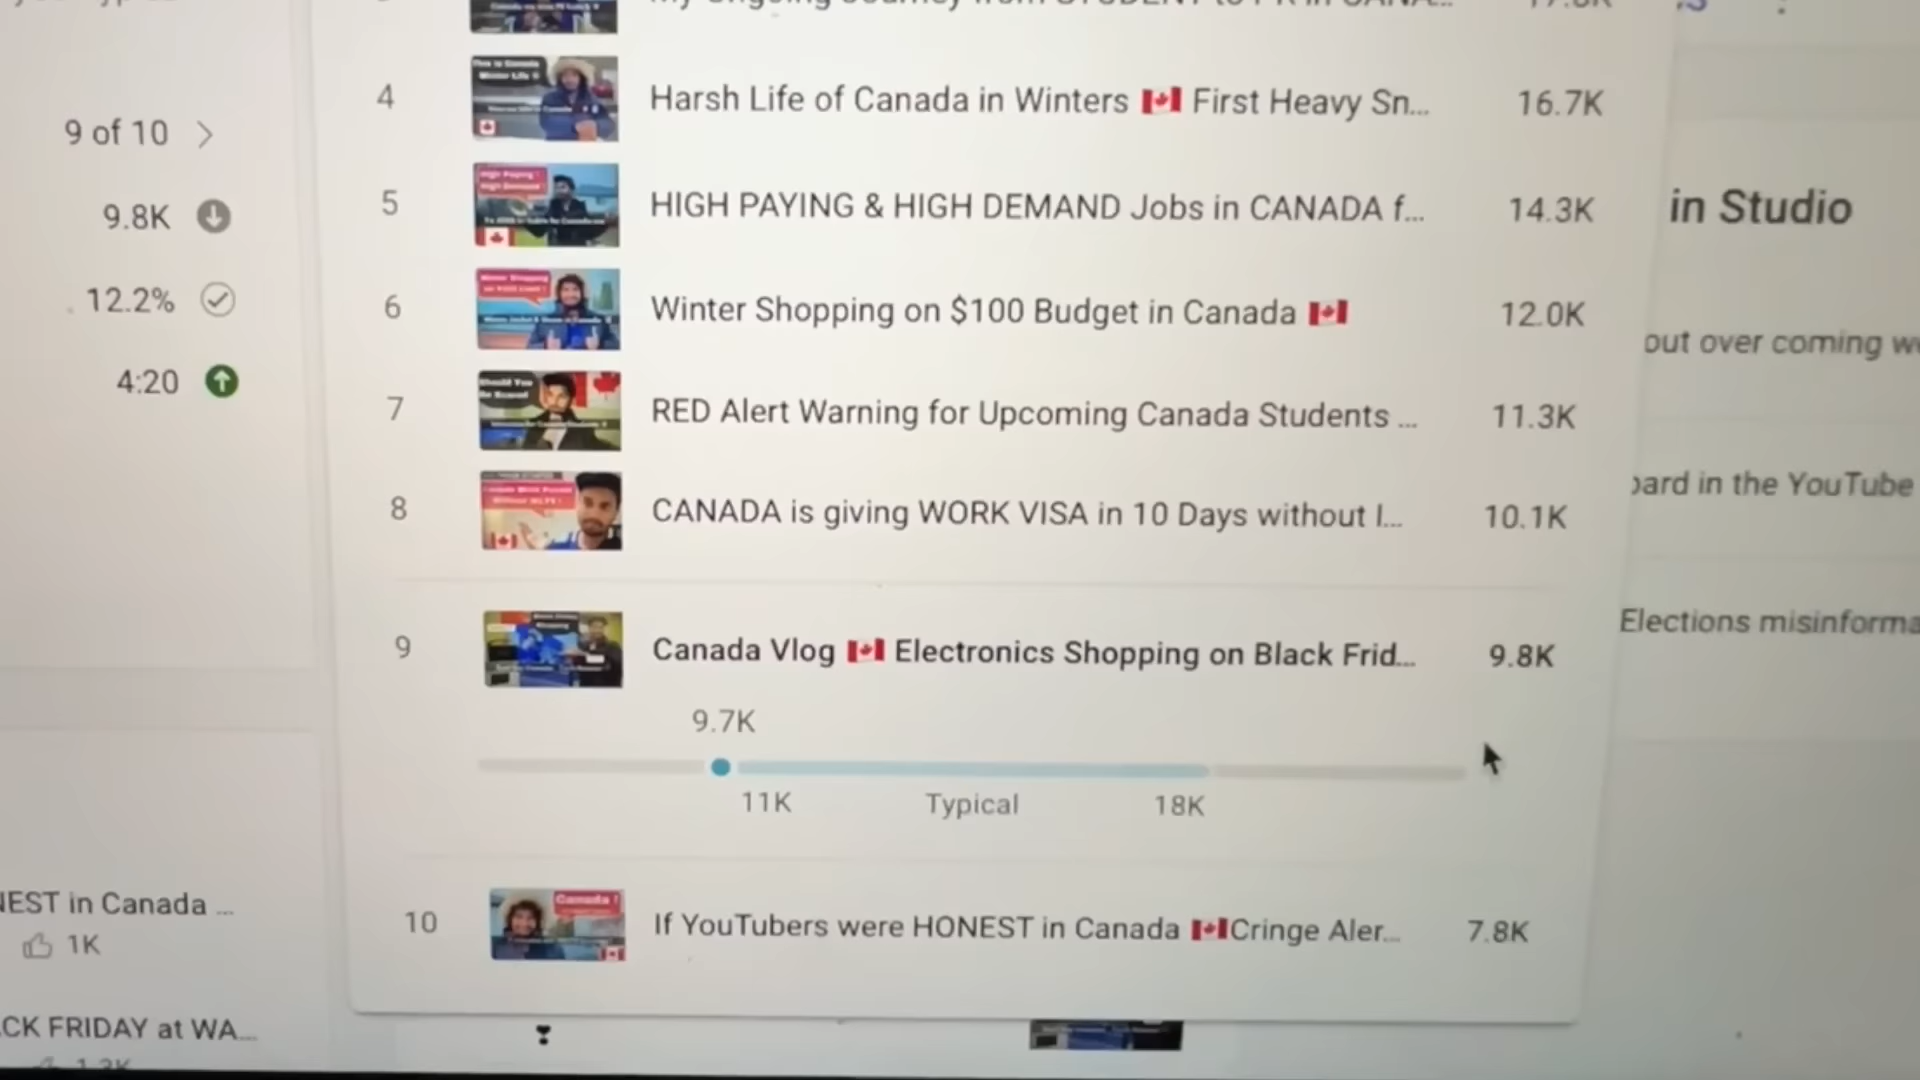 4 Harsh Life of Canada in Winters 🇨🇦 First Heavy Sn... 16.7K
9 of 10
5 HIGH PAYING & HIGH DEMAND Jobs in CANADA f... 14.3K
in Studio
9.8K
12.2%
6 Winter Shopping on $100 Budget in Canada 🇨🇦 12.0K
out over coming
4:20
7 RED Alert Warning for Upcoming Canada Students ... 11.3K
8 CANADA is giving WORK VISA in 10 Days without I... 10.1K
in the YouTube
9 Canada Vlog 🇨🇦 Electronics Shopping on Black Frid... 9.8K
Elections misinforma
9.7K
11K Typical 18K
10 If YouTubers were HONEST in Canada 🇨🇦Cringe Aler... 7.8K
NEST in Canada ...
1K
CK FRIDAY at WA...